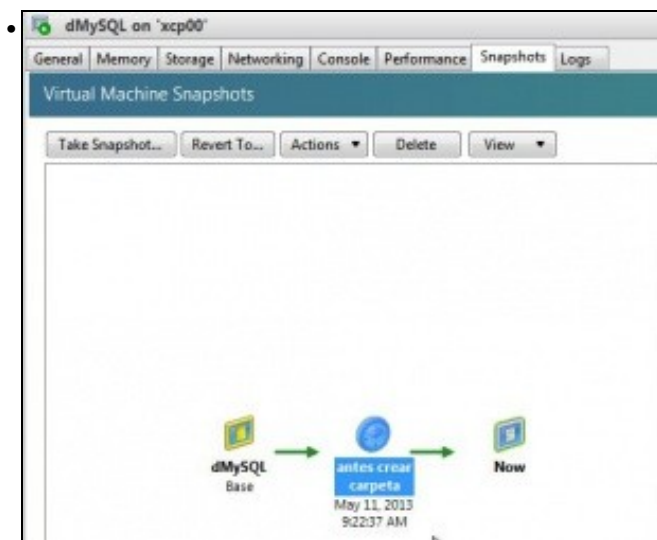 dMySQL on 'xcp00'
General Memory Storage Networking Console Performance Snapshots Logs
Virtual Machine Snapshots
Take Snapshot... Revert To... Actions Delete View
dMySQL
Base
antes crear
carpeta
May 11, 2013
9:22:37 AM
Now